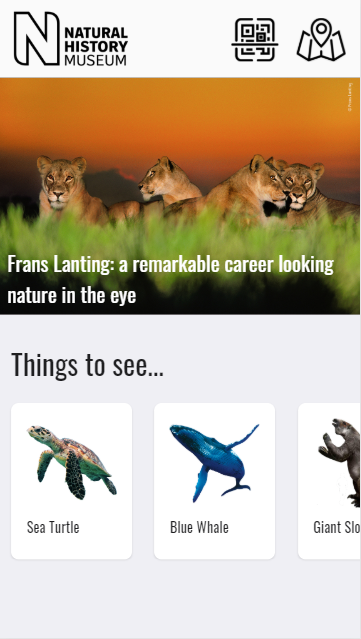 NATURAL
HISTORY
MUSEUM
Frans Lanting: a remarkable career looking
nature in the eye
Things to see...
Sea Turtle
Blue Whale
Giant Slo